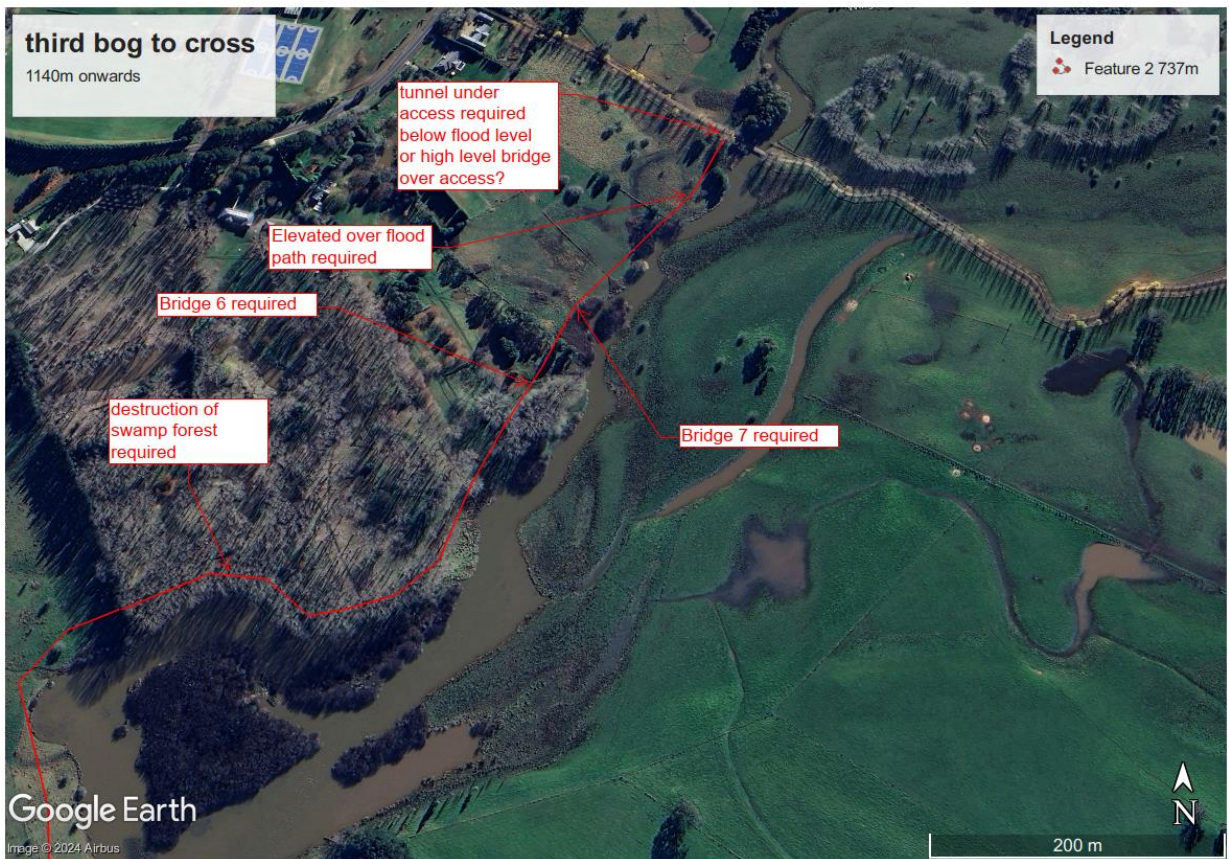 third bog to cross
1140m onwards
Legend
Feature 2 737m
tunnel under
access required
below flood level
or high level bridge
over access?
Elevated over flood
path required
Bridge 6 required
destruction of
swamp forest
required
Bridge 7 required
Google Earth
Image © 2024 Airbus
N
200 m